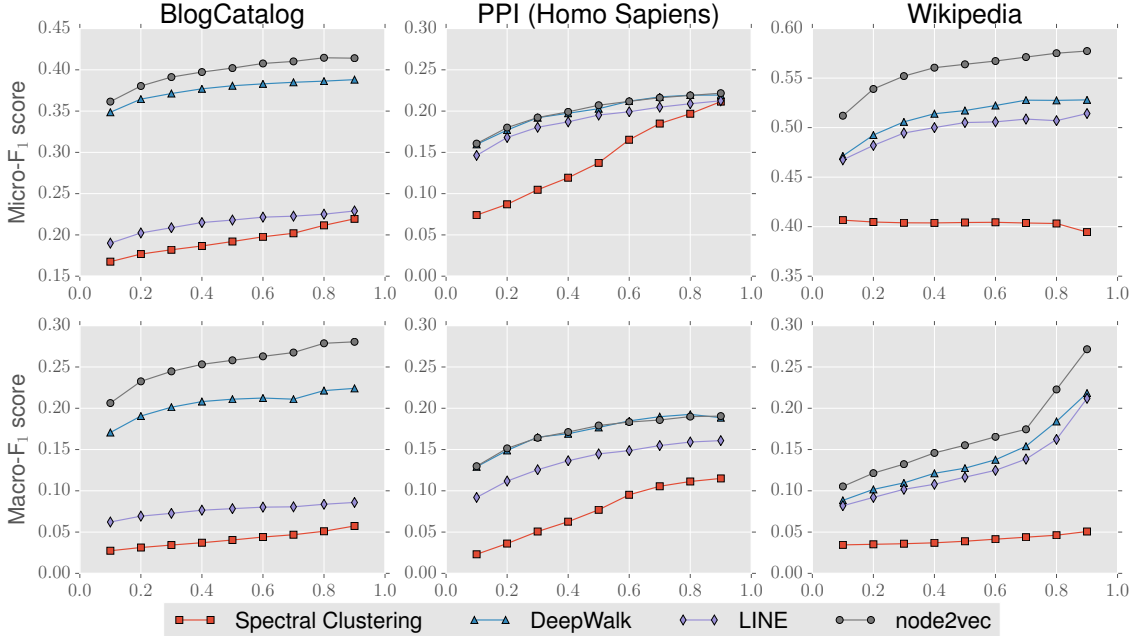 BlogCatalog PPI (Homo Sapiens) Wikipedia
Micro-F1 score
0.45 0.40 0.35 0.30 0.25 0.20 0.15
0.0 0.2 0.4 0.6 0.8 1.0
0.40 0.35 0.30 0.25 0.20 0.15 0.10 0.05 0.00
0.0 0.2 0.4 0.6 0.8 1.0
0.60 0.55 0.50 0.45 0.40 0.35
0.0 0.2 0.4 0.6 0.8 1.0
Macro-F1 score
0.30 0.25 0.20 0.15 0.10 0.05 0.00
0.0 0.2 0.4 0.6 0.8 1.0
0.30 0.25 0.20 0.15 0.10 0.05 0.00
0.0 0.2 0.4 0.6 0.8 1.0
0.30 0.25 0.20 0.15 0.10 0.05 0.00
0.0 0.2 0.4 0.6 0.8 1.0
Spectral Clustering DeepWalk LINE node2vec